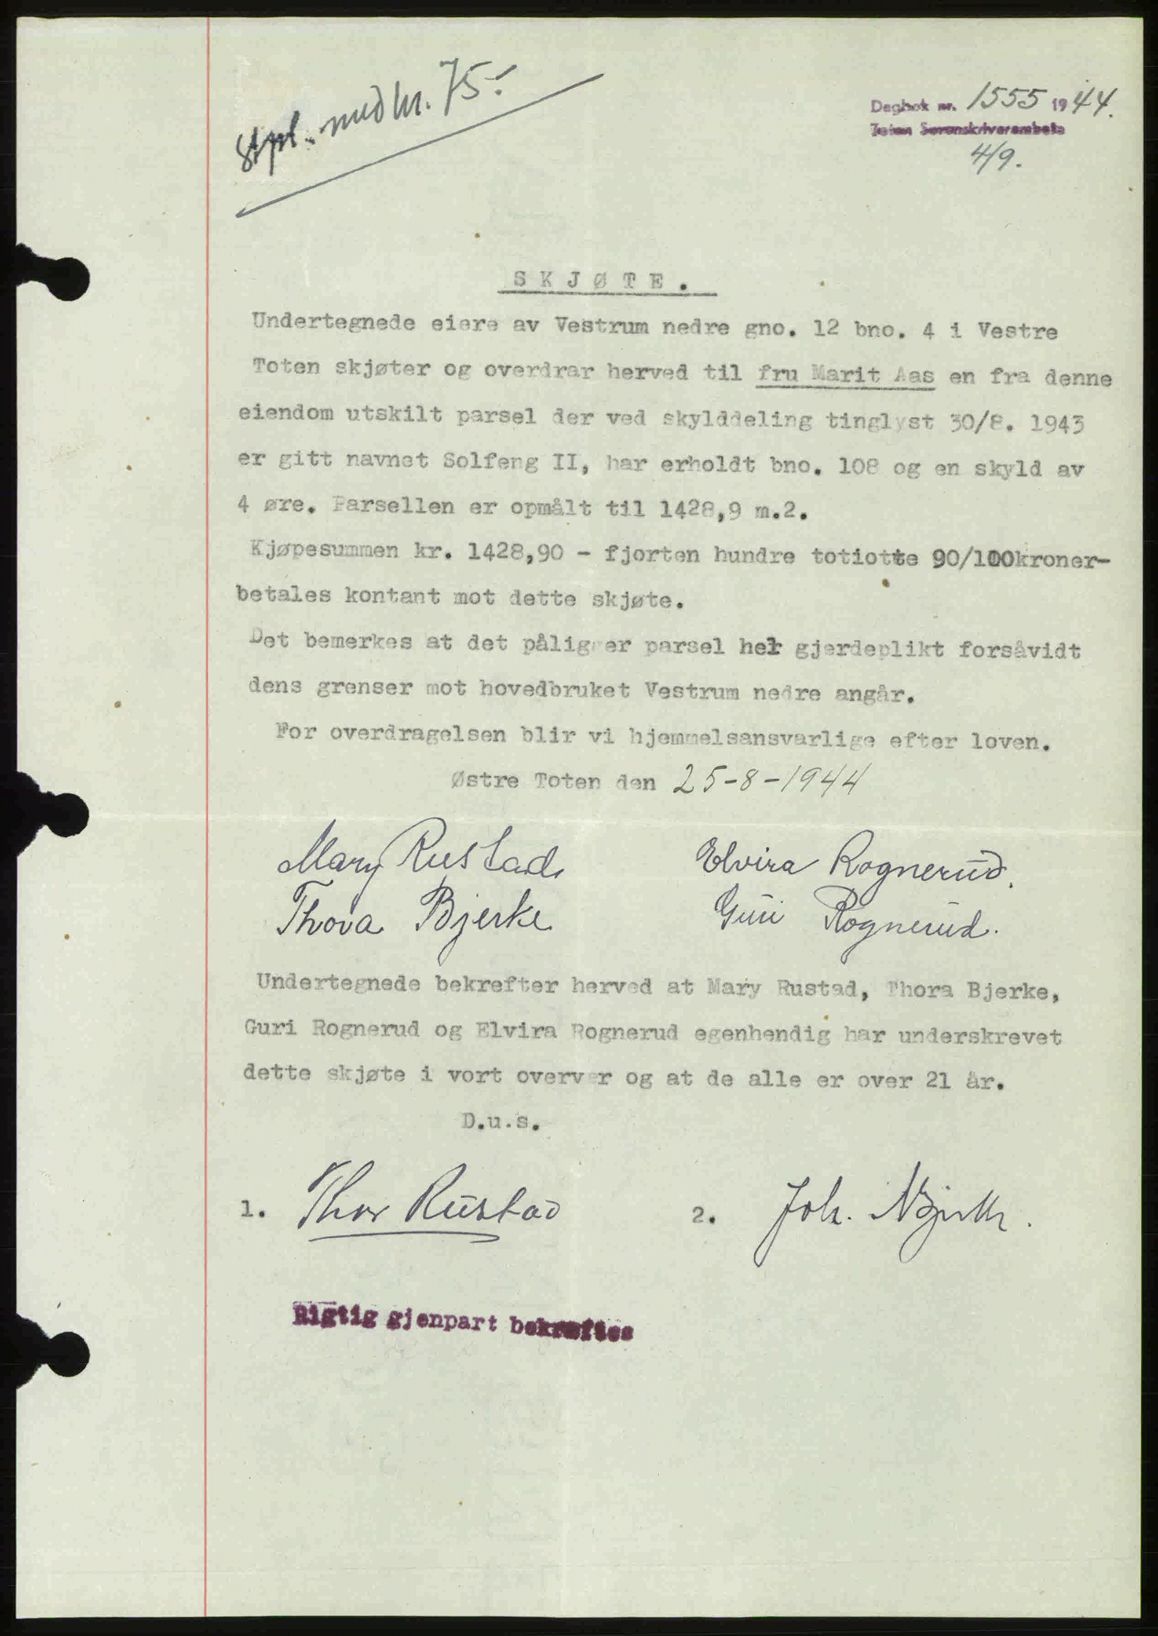 Stpl. med kr. 75.-
Dagbok nr. 1555 1944.
Toten Sorenskriverembete
4/9.
SKJØTE.
Undertegnede eiere av Vestrum nedre gno. 12 bno. 4 i Vestre
Toten skjøter og overdrar herved til fru Marit Aas en fra denne
eiendom utskilt parsel der ved skylddeling tinglyst 30/8. 1943
er gitt navnet Solfeng II, har erholdt bno. 108 og en skyld av
4 øre. Parsellen er opmålt til 1428,9 m.2.
Kjøpesummen kr. 1428,90 - fjorten hundre totiotte 90/100kroner-
betales kontant mot dette skjøte.
Det bemerkes at det påligger parsel hel gjerdeplikt forsåvidt
dens grenser mot hovedbruket Vestrum nedre angår.
For overdragelsen blir vi hjemmelsansvarlige efter loven.
Østre Toten den 25-8-1944
Mary Rustad. Elvira Rognerud.
Thora Bjerke Guri Rognerud.
Undertegnede bekrefter herved at Mary Rustad, Thora Bjerke,
Guri Rognerud og Elvira Rognerud egenhendig har underskrevet
dette skjøte i vort overvær og at de alle er over 21 år.
D.u.s.
1. Thor Rustad 2. Joh.
Rigtig gjenpart bekræftes